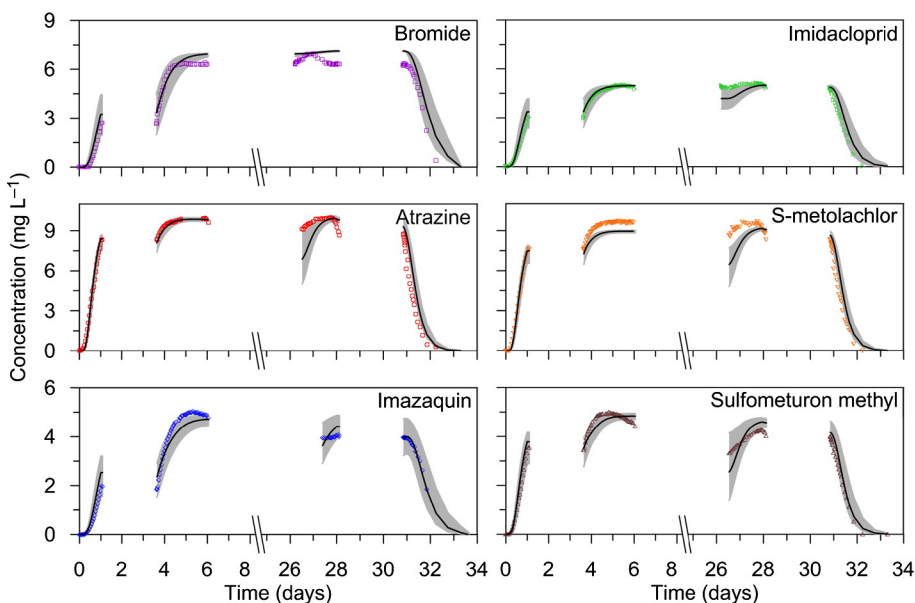 9
6
3
0
Bromide
Imidacloprid
9
6
3
0
Atrazine
S-metolachlor
Concentration (mg L−1)
6
4
2
0
Imazaquin
Sulfometuron methyl
0 2 4 6 8 26 28 30 32 34
0 2 4 6 8 26 28 30 32 34
Time (days)
Time (days)